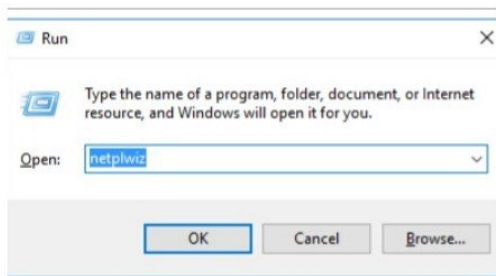 Run
Type the name of a program, folder, document, or Internet
resource, and Windows will open it for you.
Open: netplwiz
OK Cancel Browse...